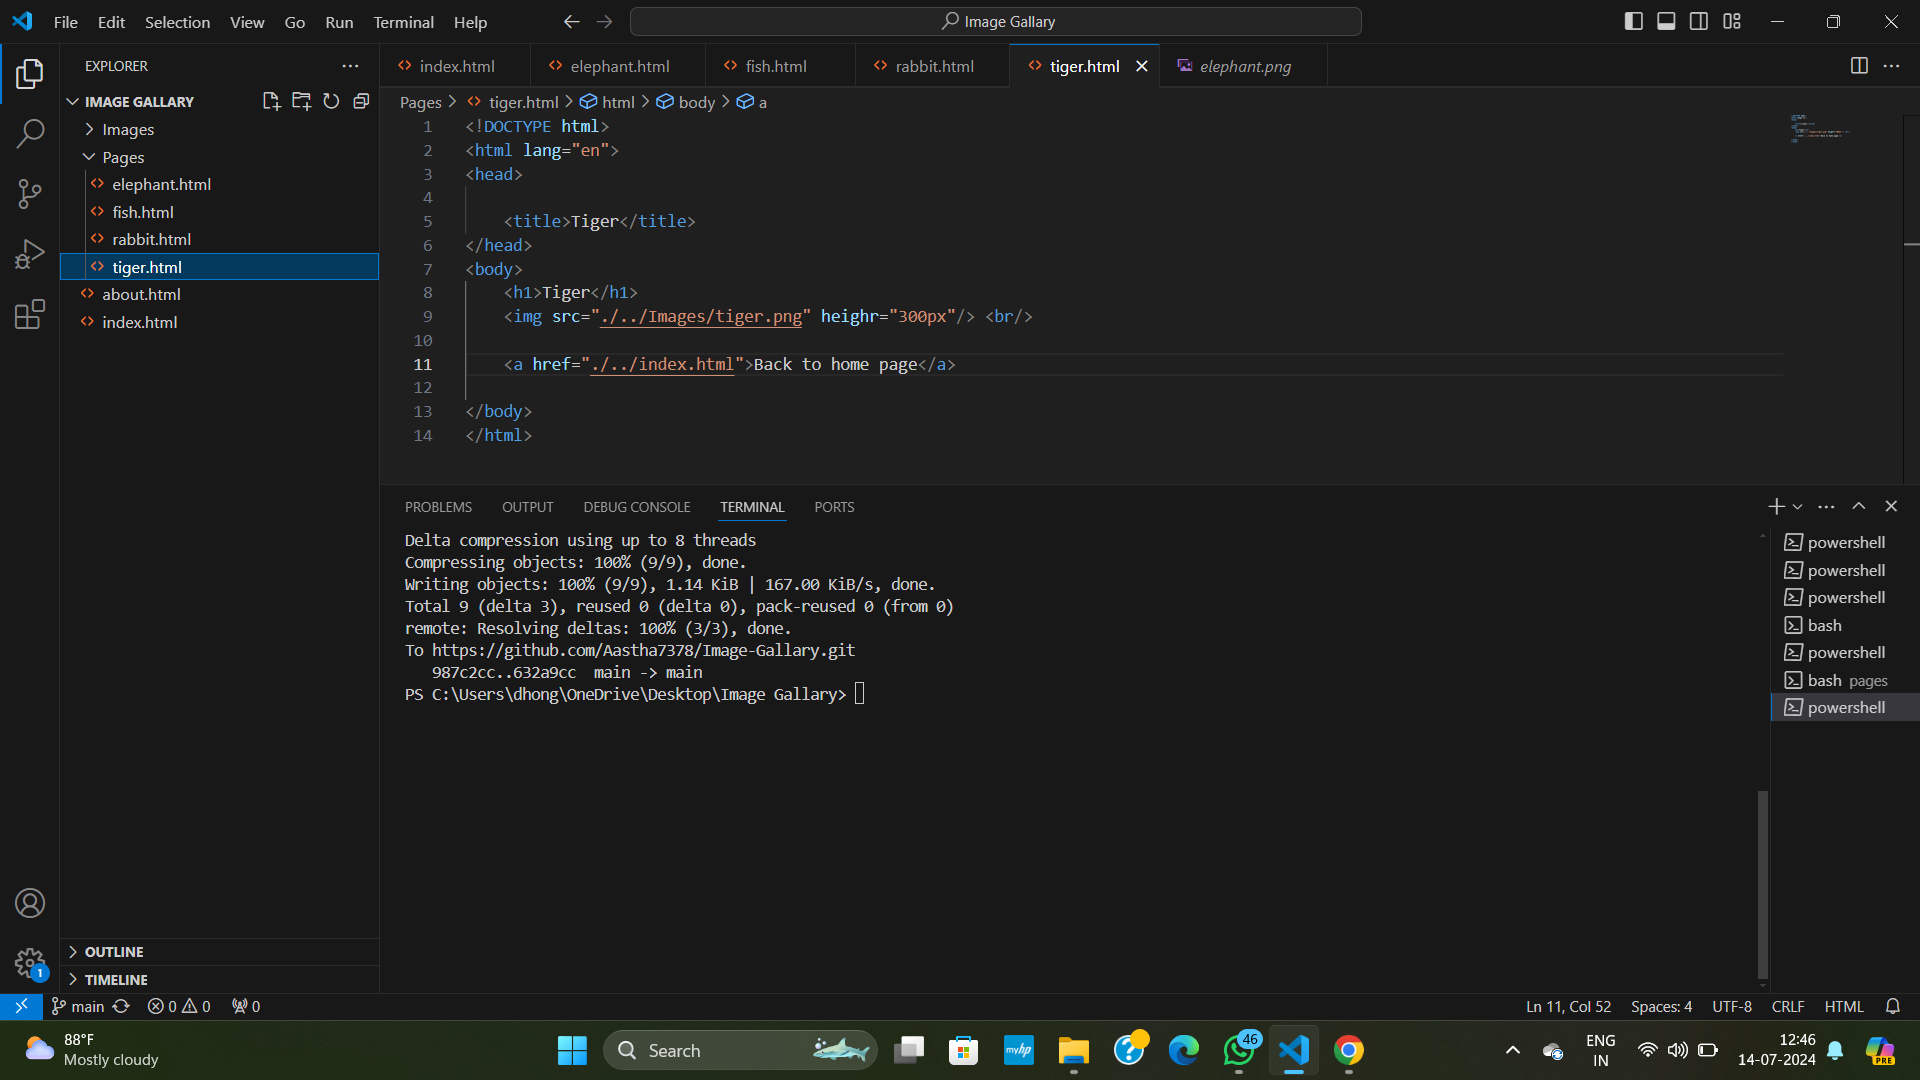 File Edit Selection View Go Run Terminal Help
Image Gallary
EXPLORER
IMAGE GALLARY
Images
Pages
elephant.html
fish.html
rabbit.html
tiger.html
about.html
index.html
OUTLINE
TIMELINE
index.html elephant.html fish.html rabbit.html tiger.html elephant.png
Pages > tiger.html > html > body > a
1 <!DOCTYPE html>
2 <html lang="en">
3 <head>
4
5 <title>Tiger</title>
6 </head>
7 <body>
8 <h1>Tiger</h1>
9 <img src="./../Images/tiger.png" heighr="300px"/> <br/>
10
11 <a href="./../index.html">Back to home page</a>
12
13 </body>
14 </html>
PROBLEMS OUTPUT DEBUG CONSOLE TERMINAL PORTS
Delta compression using up to 8 threads
Compressing objects: 100% (9/9), done.
Writing objects: 100% (9/9), 1.14 KiB | 167.00 KiB/s, done.
Total 9 (delta 3), reused 0 (delta 0), pack-reused 0 (from 0)
remote: Resolving deltas: 100% (3/3), done.
To https://github.com/Aastha7378/Image-Gallary.git
987c2cc..632a9cc main -> main
PS C:\Users\dhong\OneDrive\Desktop\Image Gallary>
powershell
powershell
powershell
bash
powershell
bash pages
powershell
1
main 0 0 0
Ln 11, Col 52 Spaces: 4 UTF-8 CRLF HTML
88°F
Mostly cloudy
Search
myhp
46
ENG
IN
12:46
14-07-2024
PRE